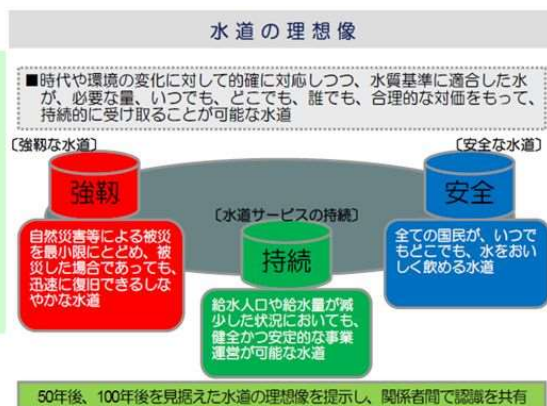 水道の理想像
■時代や環境の変化に対して的確に対応しつつ、水質基準に適合した水
が、必要な量、いつでも、どこでも、誰でも、合理的な対価をもって、
持続的に受け取ることが可能な水道
〔強靱な水道〕
〔安全な水道〕
強靱
〔水道サービスの持続〕
安全
自然災害等による被災
を最小限にとどめ、被
災した場合であっても、
迅速に復旧できるしな
やかな水道
持続
給水人口や給水量が減
少した状況においても、
健全かつ安定的な事業
運営が可能な水道
全ての国民が、いつで
もどこでも、水をおい
しく飲める水道
50年後、100年後を見据えた水道の理想像を提示し、関係者間で認識を共有